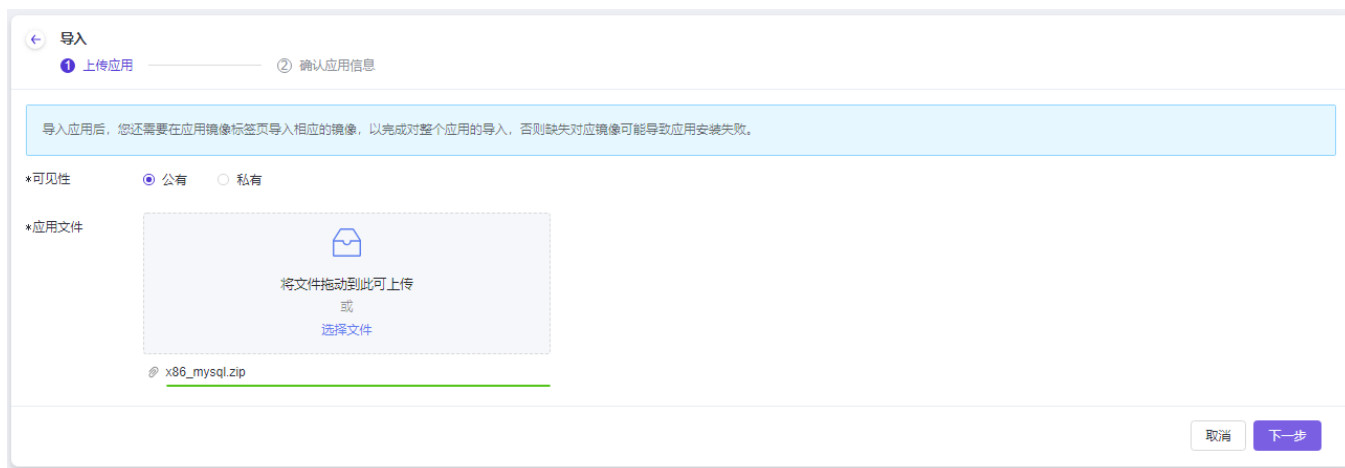 导入
1 上传应用
2 确认应用信息
导入应用后，您还需要在应用镜像标签页导入相应的镜像，以完成对整个应用的导入，否则缺失对应镜像可能导致应用安装失败。
*可见性 公有 私有
*应用文件
将文件拖动到此可上传
或
选择文件
x86_mysql.zip
取消 下一步